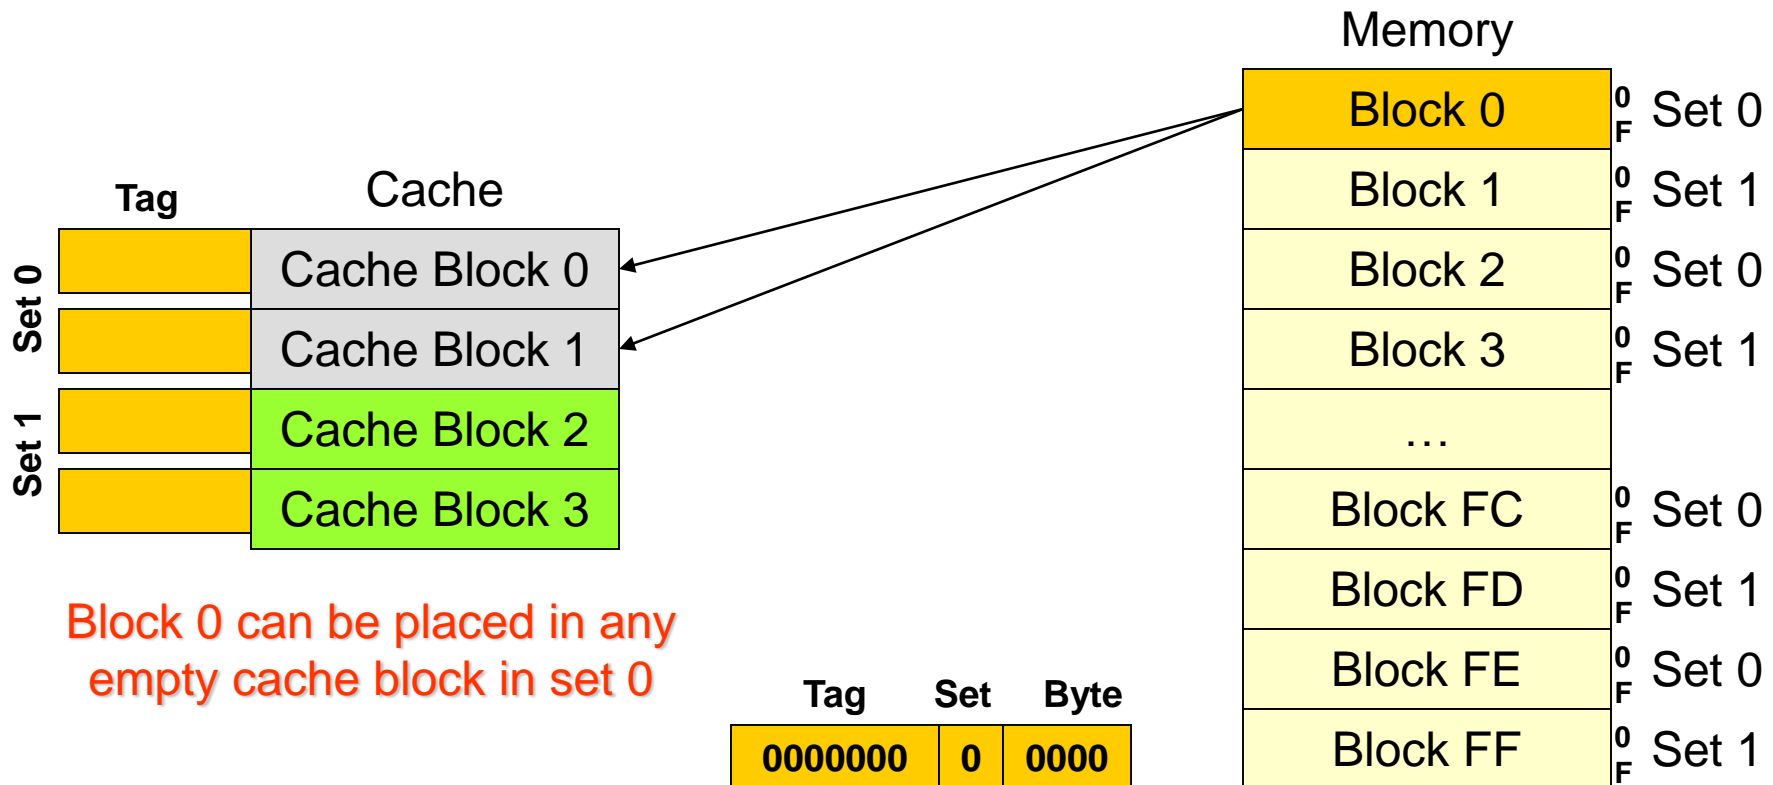 Memory
Block 0 0 F Set 0
Block 1 0 F Set 1
Block 2 0 F Set 0
Block 3 0 F Set 1
…
Block FC 0 F Set 0
Block FD 0 F Set 1
Block FE 0 F Set 0
Block FF 0 F Set 1
Tag Cache
Set 0
Cache Block 0
Cache Block 1
Set 1
Cache Block 2
Cache Block 3
Block 0 can be placed in any
empty cache block in set 0
Tag Set Byte
0000000 0 0000